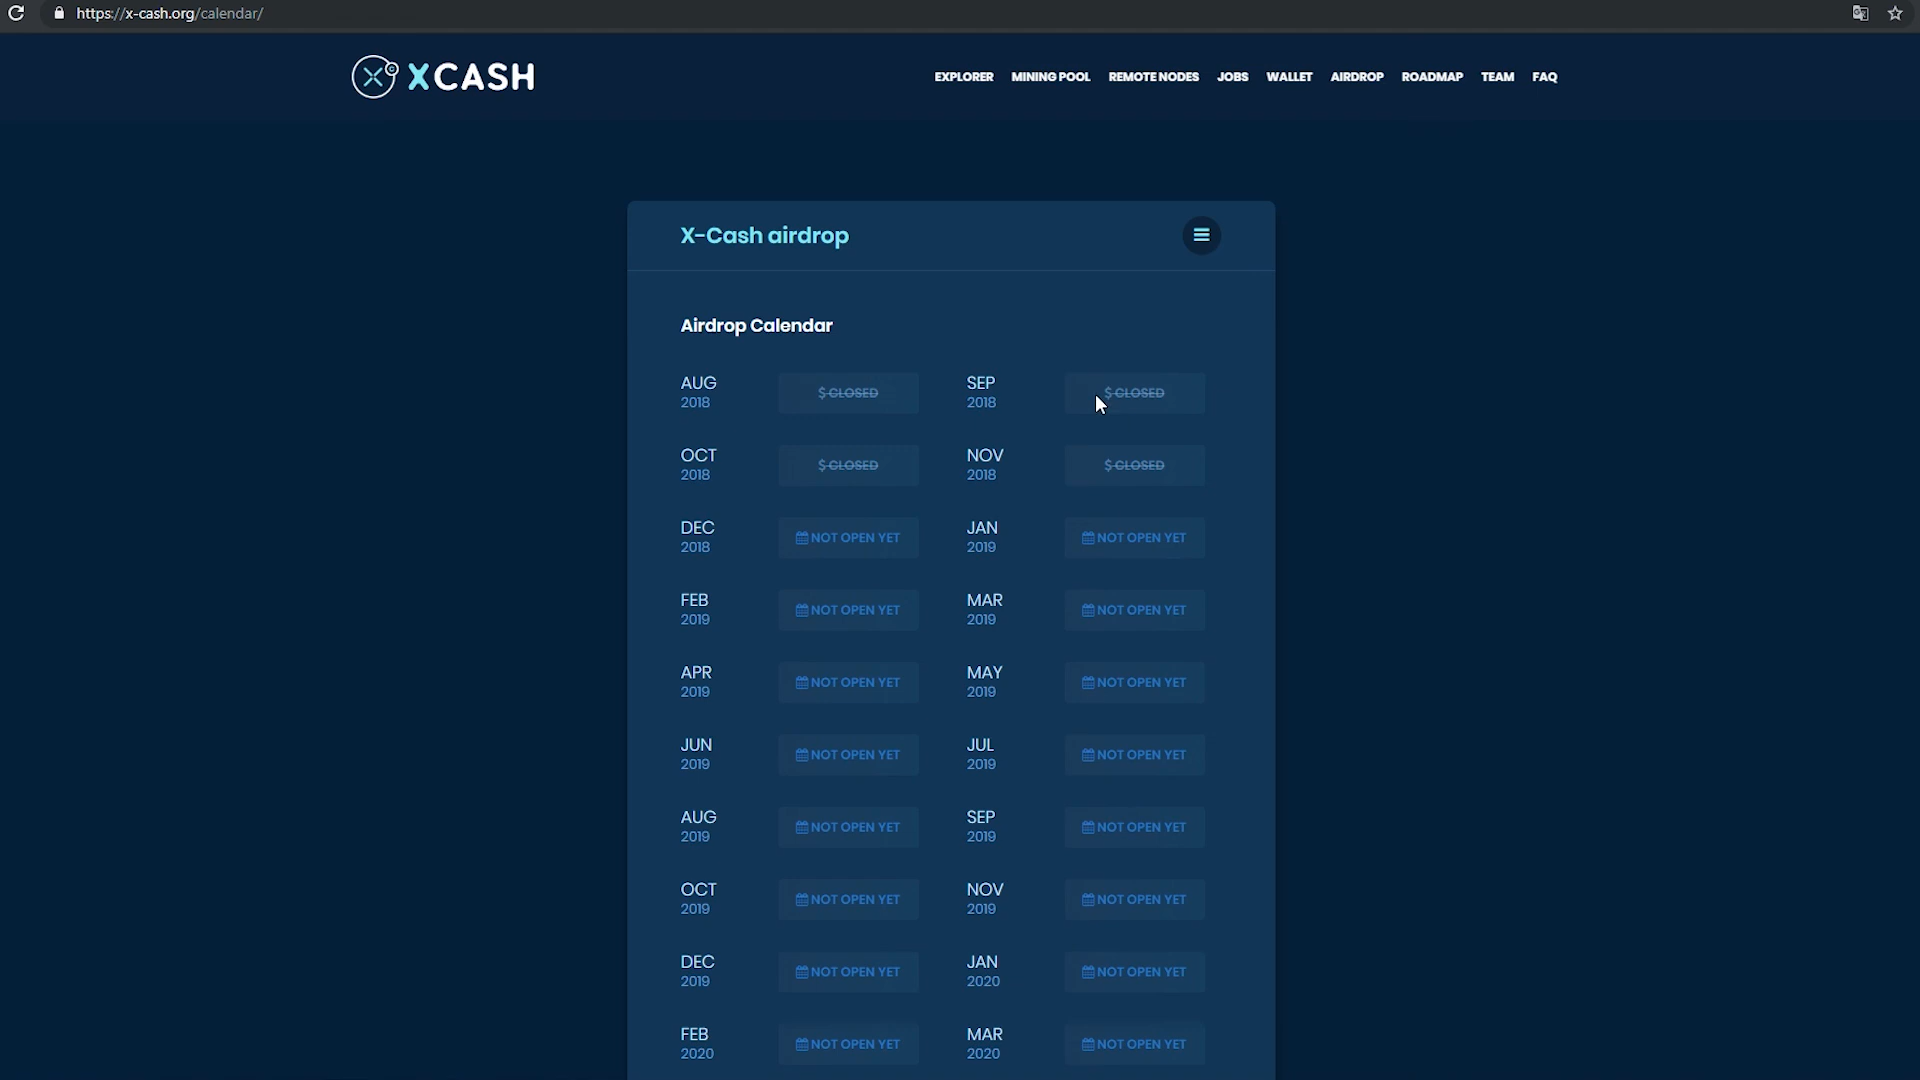 https://x-cash.org/calendar/
XCASH
EXPLORER MINING POOL REMOTE NODES JOBS WALLET AIRDROP ROADMAP TEAM FAQ
X-Cash airdrop
Airdrop Calendar
AUG 2018 $ CLOSED SEP 2018 $ CLOSED
OCT 2018 $ CLOSED NOV 2018 $ CLOSED
DEC 2018 NOT OPEN YET JAN 2019 NOT OPEN YET
FEB 2019 NOT OPEN YET MAR 2019 NOT OPEN YET
APR 2019 NOT OPEN YET MAY 2019 NOT OPEN YET
JUN 2019 NOT OPEN YET JUL 2019 NOT OPEN YET
AUG 2019 NOT OPEN YET SEP 2019 NOT OPEN YET
OCT 2019 NOT OPEN YET NOV 2019 NOT OPEN YET
DEC 2019 NOT OPEN YET JAN 2020 NOT OPEN YET
FEB 2020 NOT OPEN YET MAR 2020 NOT OPEN YET